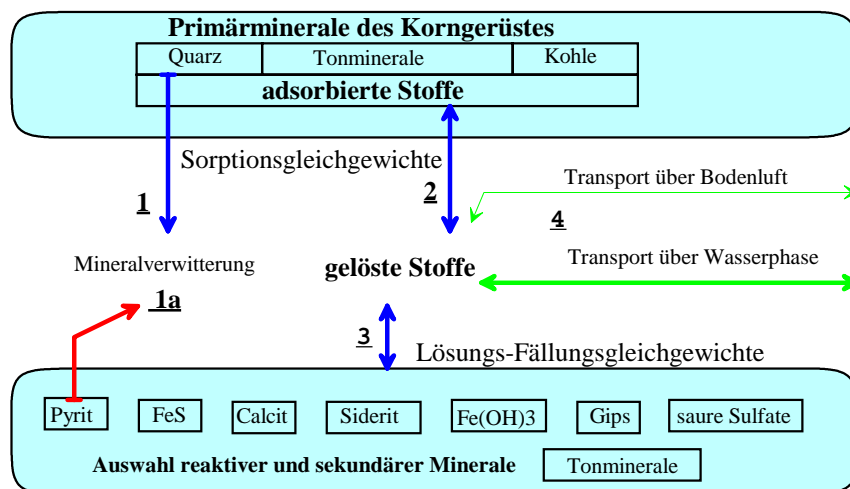 Primärminerale des Korngerüstes
Quarz Tonminerale Kohle
adsorbierte Stoffe
Sorptionsgleichgewichte
Transport über Bodenluft
1 2 4
Mineralverwitterung gelöste Stoffe Transport über Wasserphase
1a
3 Lösungs-Fällungsgleichgewichte
Pyrit FeS Calcit Siderit Fe(OH)3 Gips saure Sulfate
Auswahl reaktiver und sekundärer Minerale Tonminerale